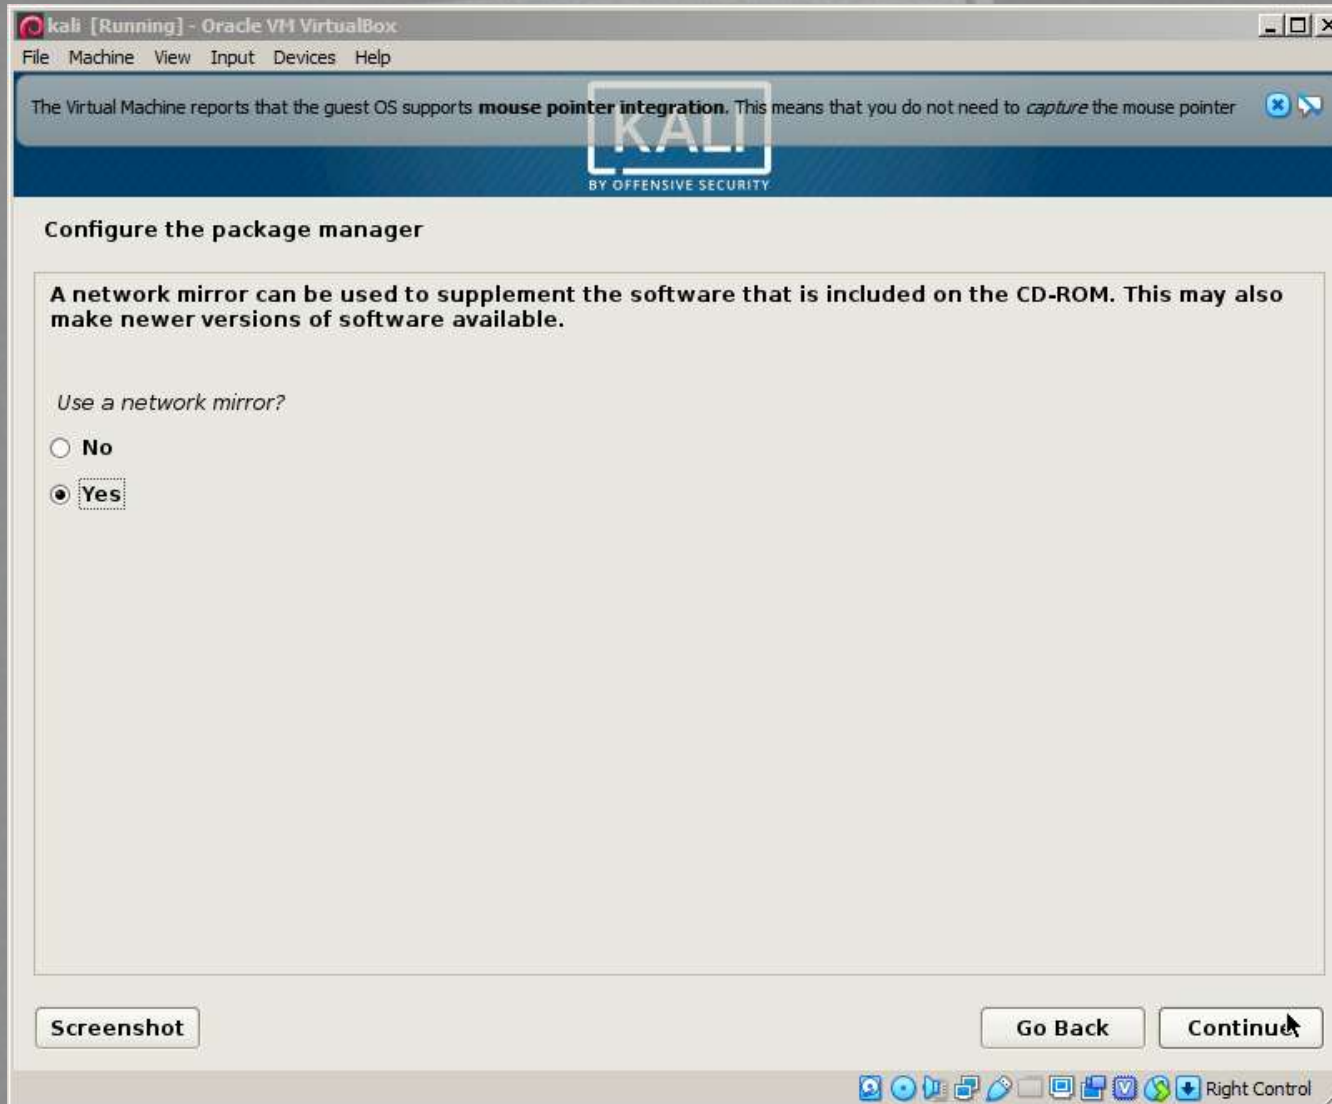 kali [Running] - Oracle VM VirtualBox
File Machine View Input Devices Help
The Virtual Machine reports that the guest OS supports mouse pointer integration. This means that you do not need to capture the mouse pointer
KALI
BY OFFENSIVE SECURITY
Configure the package manager
A network mirror can be used to supplement the software that is included on the CD-ROM. This may also
make newer versions of software available.
Use a network mirror?
No
Yes
Screenshot Go Back Continue
Right Control